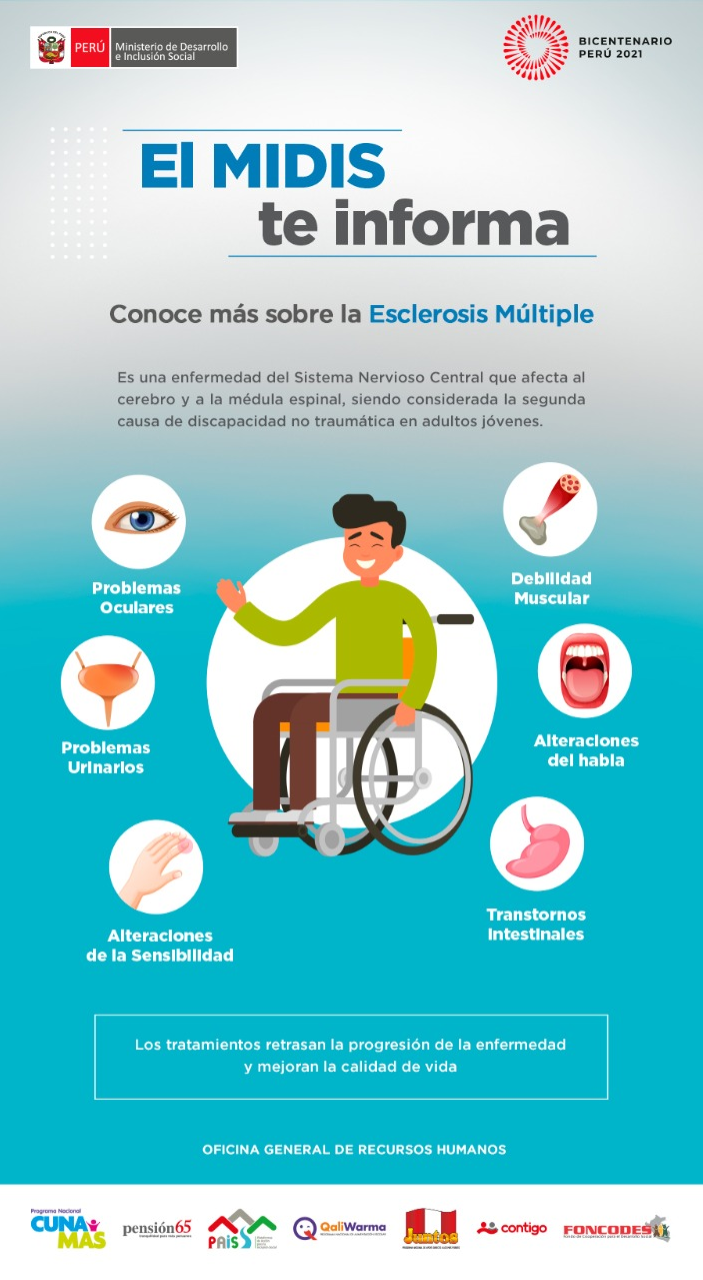 PERÚ
Ministerio de Desarrollo
e Inclusión Social
BICENTENARIO
PERÚ 2021
El MIDIS
te informa
Conoce más sobre la Esclerosis Múltiple
Es una enfermedad del Sistema Nervioso Central que afecta al
cerebro y a la médula espinal, siendo considerada la segunda
causa de discapacidad no traumática en adultos jóvenes.
Problemas
Oculares
Debilidad
Muscular
Problemas
Urinarios
Alteraciones
del habla
Alteraciones
de la Sensibilidad
Transtornos
Intestinales
Los tratamientos retrasan la progresión de la enfermedad
y mejoran la calidad de vida
OFICINA GENERAL DE RECURSOS HUMANOS
Programa Nacional
CUNA
MÁS
pensión65
tranquilidad para más peruanos
PAIS
QaliWarma
Juntos
contigo
FONCODES